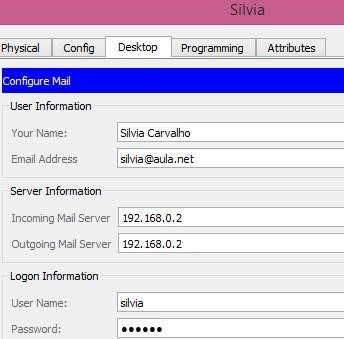 Silvia
Physical Config Desktop Programming Attributes
Configure Mail
User Information
Your Name: Silvia Carvalho
Email Address silvia@aula.net
Server Information
Incoming Mail Server 192.168.0.2
Outgoing Mail Server 192.168.0.2
Logon Information
User Name: silvia
Password: ●●●●●●